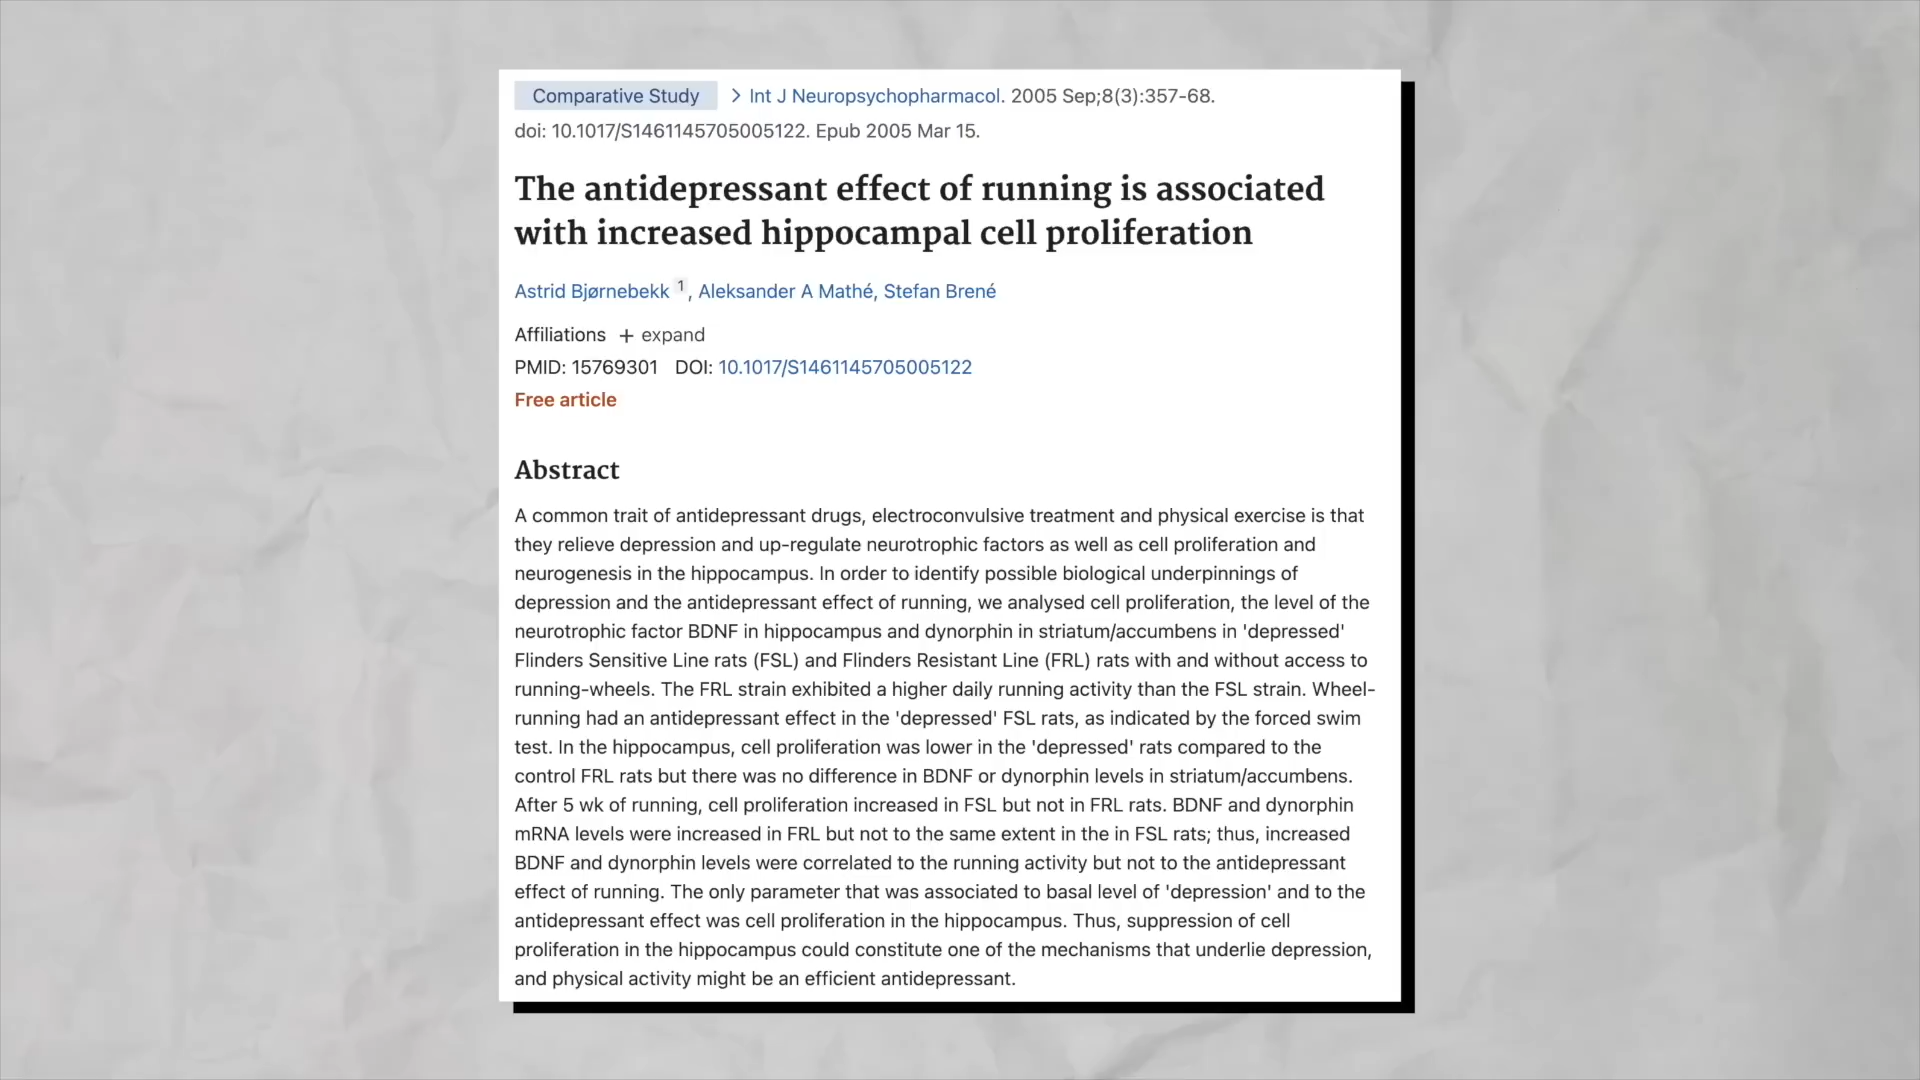 Comparative Study > Int J Neuropsychopharmacol. 2005 Sep;8(3):357-68.
doi: 10.1017/S1461145705005122. Epub 2005 Mar 15.
The antidepressant effect of running is associated
with increased hippocampal cell proliferation
Astrid Bjørnebekk 1, Aleksander A Mathé, Stefan Brené
Affiliations + expand
PMID: 15769301 DOI: 10.1017/S1461145705005122
Free article
Abstract
A common trait of antidepressant drugs, electroconvulsive treatment and physical exercise is that
they relieve depression and up-regulate neurotrophic factors as well as cell proliferation and
neurogenesis in the hippocampus. In order to identify possible biological underpinnings of
depression and the antidepressant effect of running, we analysed cell proliferation, the level of the
neurotrophic factor BDNF in hippocampus and dynorphin in striatum/accumbens in 'depressed'
Flinders Sensitive Line rats (FSL) and Flinders Resistant Line (FRL) rats with and without access to
running-wheels. The FRL strain exhibited a higher daily running activity than the FSL strain. Wheel-
running had an antidepressant effect in the 'depressed' FSL rats, as indicated by the forced swim
test. In the hippocampus, cell proliferation was lower in the 'depressed' rats compared to the
control FRL rats but there was no difference in BDNF or dynorphin levels in striatum/accumbens.
After 5 wk of running, cell proliferation increased in FSL but not in FRL rats. BDNF and dynorphin
mRNA levels were increased in FRL but not to the same extent in the in FSL rats; thus, increased
BDNF and dynorphin levels were correlated to the running activity but not to the antidepressant
effect of running. The only parameter that was associated to basal level of 'depression' and to the
antidepressant effect was cell proliferation in the hippocampus. Thus, suppression of cell
proliferation in the hippocampus could constitute one of the mechanisms that underlie depression,
and physical activity might be an efficient antidepressant.